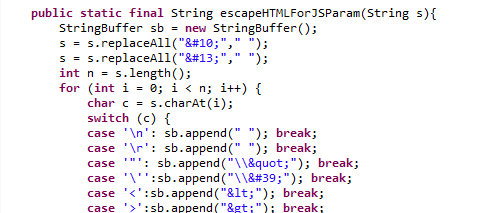 public static final String escapeHTMLForJSParam(String s){
StringBuffer sb = new StringBuffer();
s = s.replaceAll("&#10;"," ");
s = s.replaceAll("&#13;"," ");
int n = s.length();
for (int i = 0; i < n; i++) {
char c = s.charAt(i);
switch (c) {
case '\n': sb.append(" "); break;
case '\r': sb.append(" "); break;
case '"': sb.append("\\&quot;"); break;
case '\'':sb.append("\\&#39;"); break;
case '<':sb.append("&lt;"); break;
case '>':sb.append("&gt;"); break;